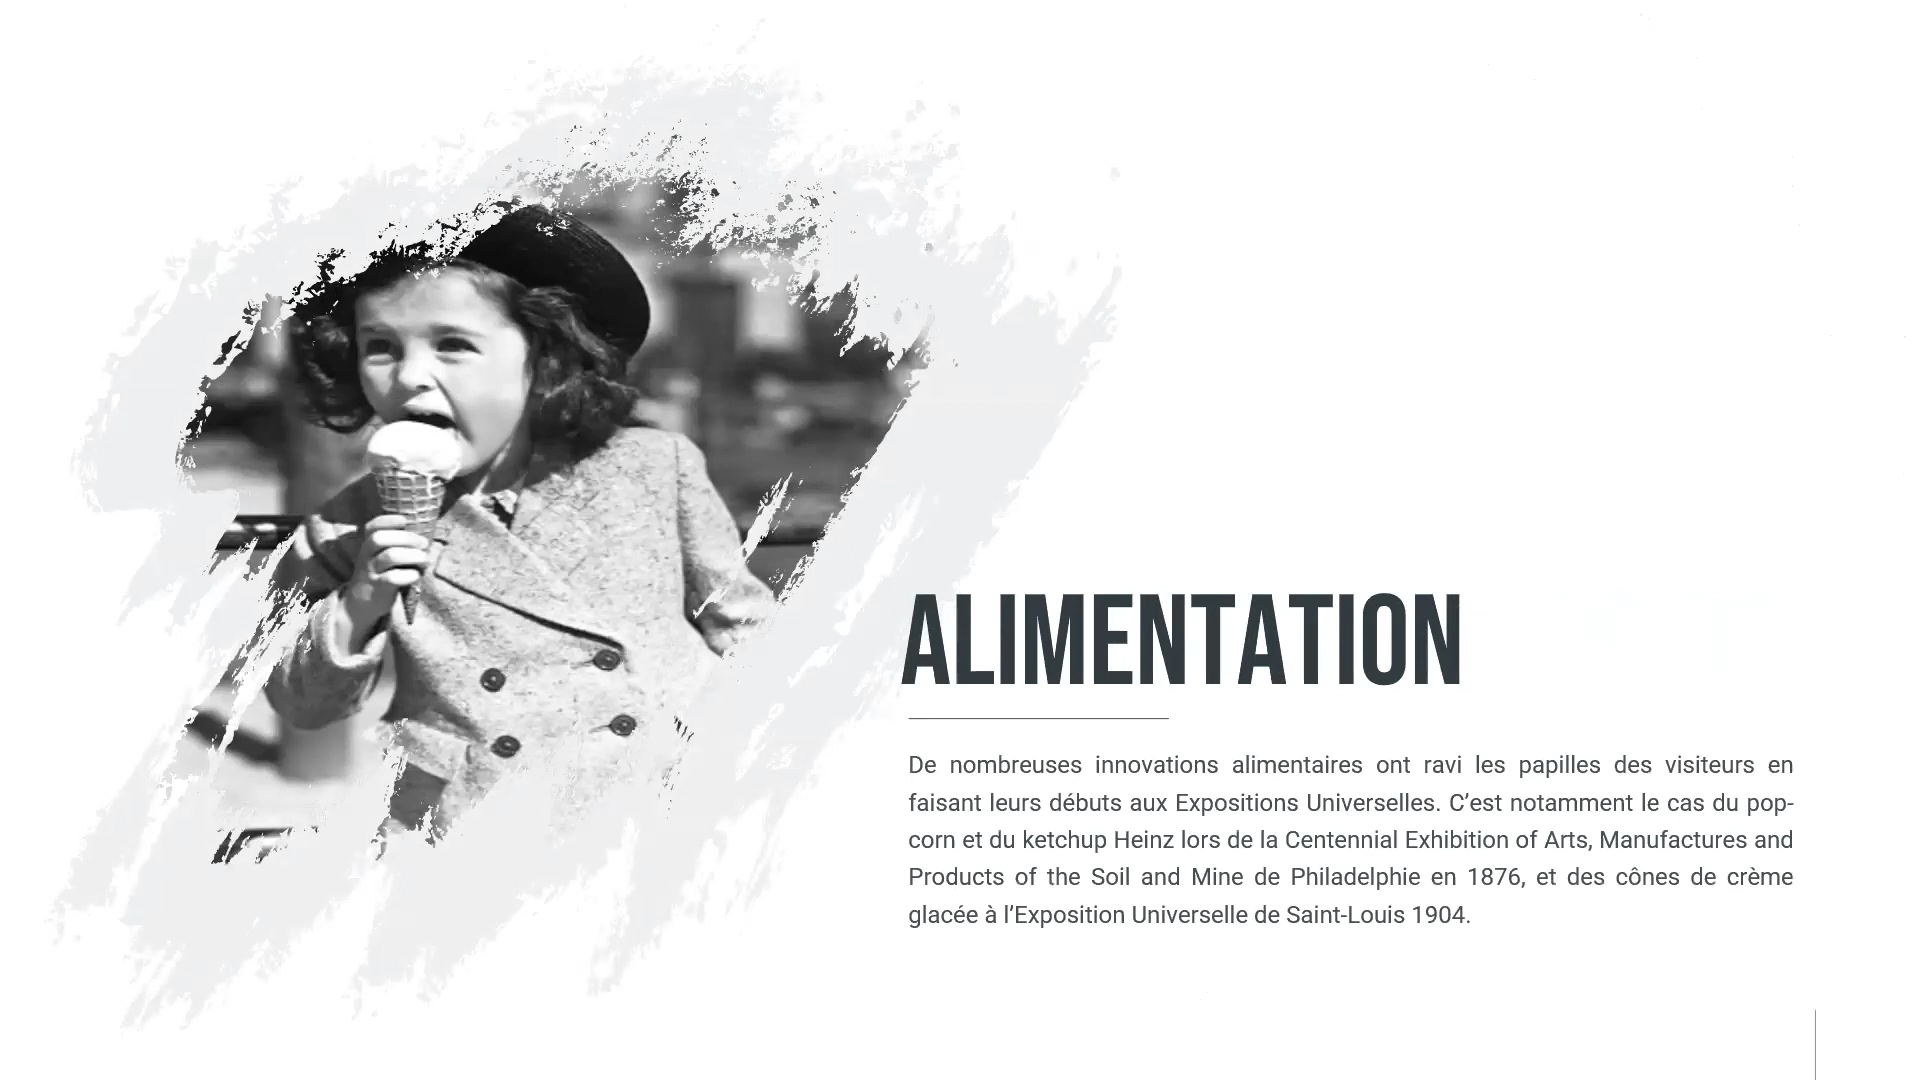 ALIMENTATION
De nombreuses innovations alimentaires ont ravi les papilles des visiteurs en
faisant leurs débuts aux Expositions Universelles. C’est notamment le cas du pop-
corn et du ketchup Heinz lors de la Centennial Exhibition of Arts, Manufactures and
Products of the Soil and Mine de Philadelphie en 1876, et des cônes de crème
glacée à l’Exposition Universelle de Saint-Louis 1904.